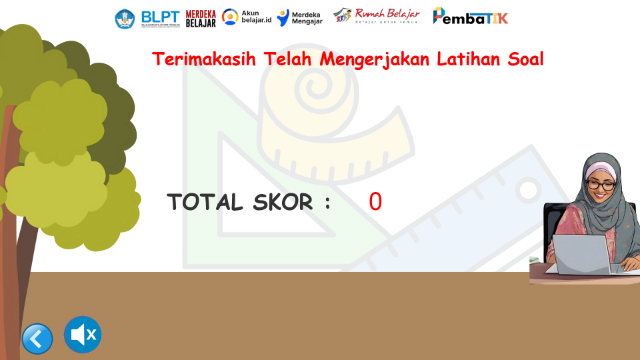 BLPT
MERDEKA
BELAJAR
Akun
belajar.id
Merdeka
Mengajar
Rumah Belajar
PembaTIK
Terimakasih Telah Mengerjakan Latihan Soal
TOTAL SKOR : 0